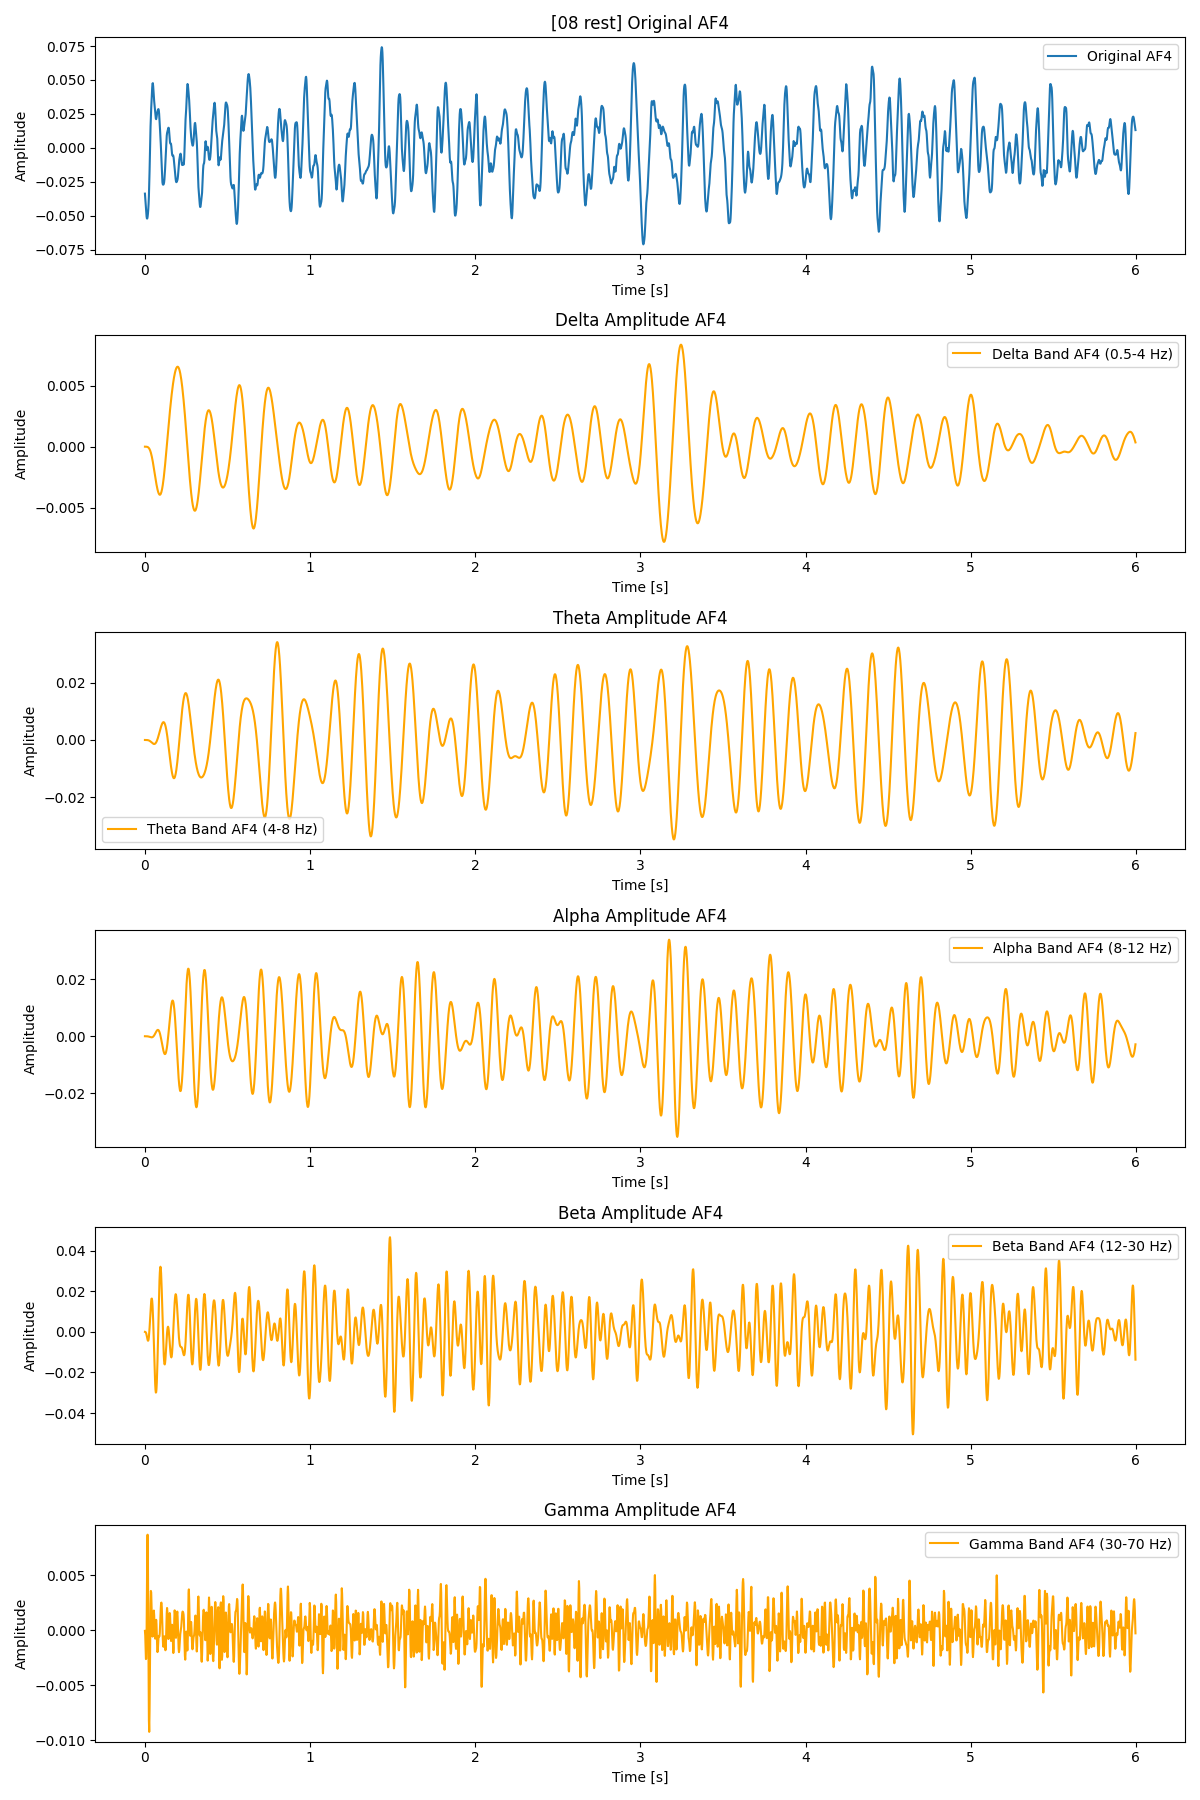 [08 rest] Original AF4
Original AF4
Amplitude
0.075
0.050
0.025
0.000
−0.025
−0.050
−0.075
0 1 2 3 4 5 6
Time [s]
Delta Amplitude AF4
Delta Band AF4 (0.5-4 Hz)
Amplitude
0.005
0.000
−0.005
0 1 2 3 4 5 6
Time [s]
Theta Amplitude AF4
Amplitude
0.02
0.00
−0.02
Theta Band AF4 (4-8 Hz)
0 1 2 3 4 5 6
Time [s]
Alpha Amplitude AF4
Alpha Band AF4 (8-12 Hz)
Amplitude
0.02
0.00
−0.02
0 1 2 3 4 5 6
Time [s]
Beta Amplitude AF4
Beta Band AF4 (12-30 Hz)
Amplitude
0.04
0.02
0.00
−0.02
−0.04
0 1 2 3 4 5 6
Time [s]
Gamma Amplitude AF4
Gamma Band AF4 (30-70 Hz)
Amplitude
0.005
0.000
−0.005
−0.010
0 1 2 3 4 5 6
Time [s]